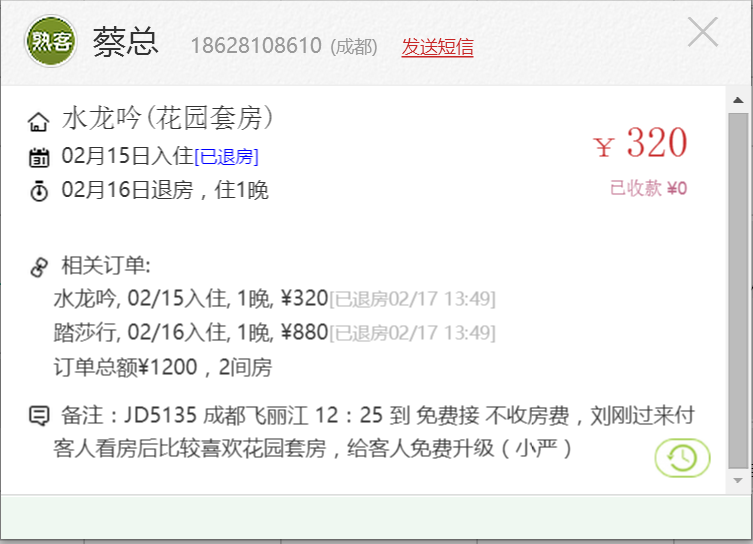 熟客 蔡总 18628108610 (成都) 发送短信
水龙吟(花园套房)
¥ 320
02月15日入住[已退房]
02月16日退房，住1晚
已收款 ¥0
相关订单:
水龙吟, 02/15入住, 1晚, ¥320[已退房02/17 13:49]
踏莎行, 02/16入住, 1晚, ¥880[已退房02/17 13:49]
订单总额¥1200，2间房
备注：JD5135 成都飞丽江 12：25 到 免费接 不收房费，刘刚过来付
客人看房后比较喜欢花园套房，给客人免费升级（小严）